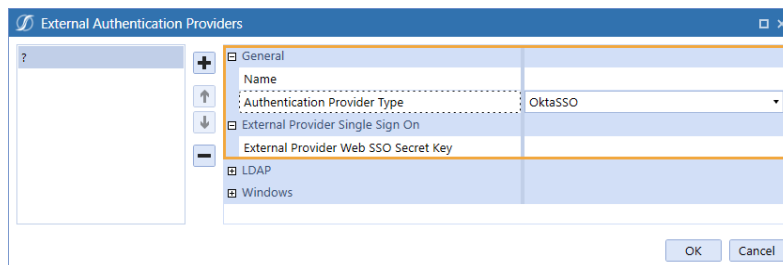 External Authentication Providers
?
General
Name
Authentication Provider Type OktaSSO
External Provider Single Sign On
External Provider Web SSO Secret Key
LDAP
Windows
OK Cancel